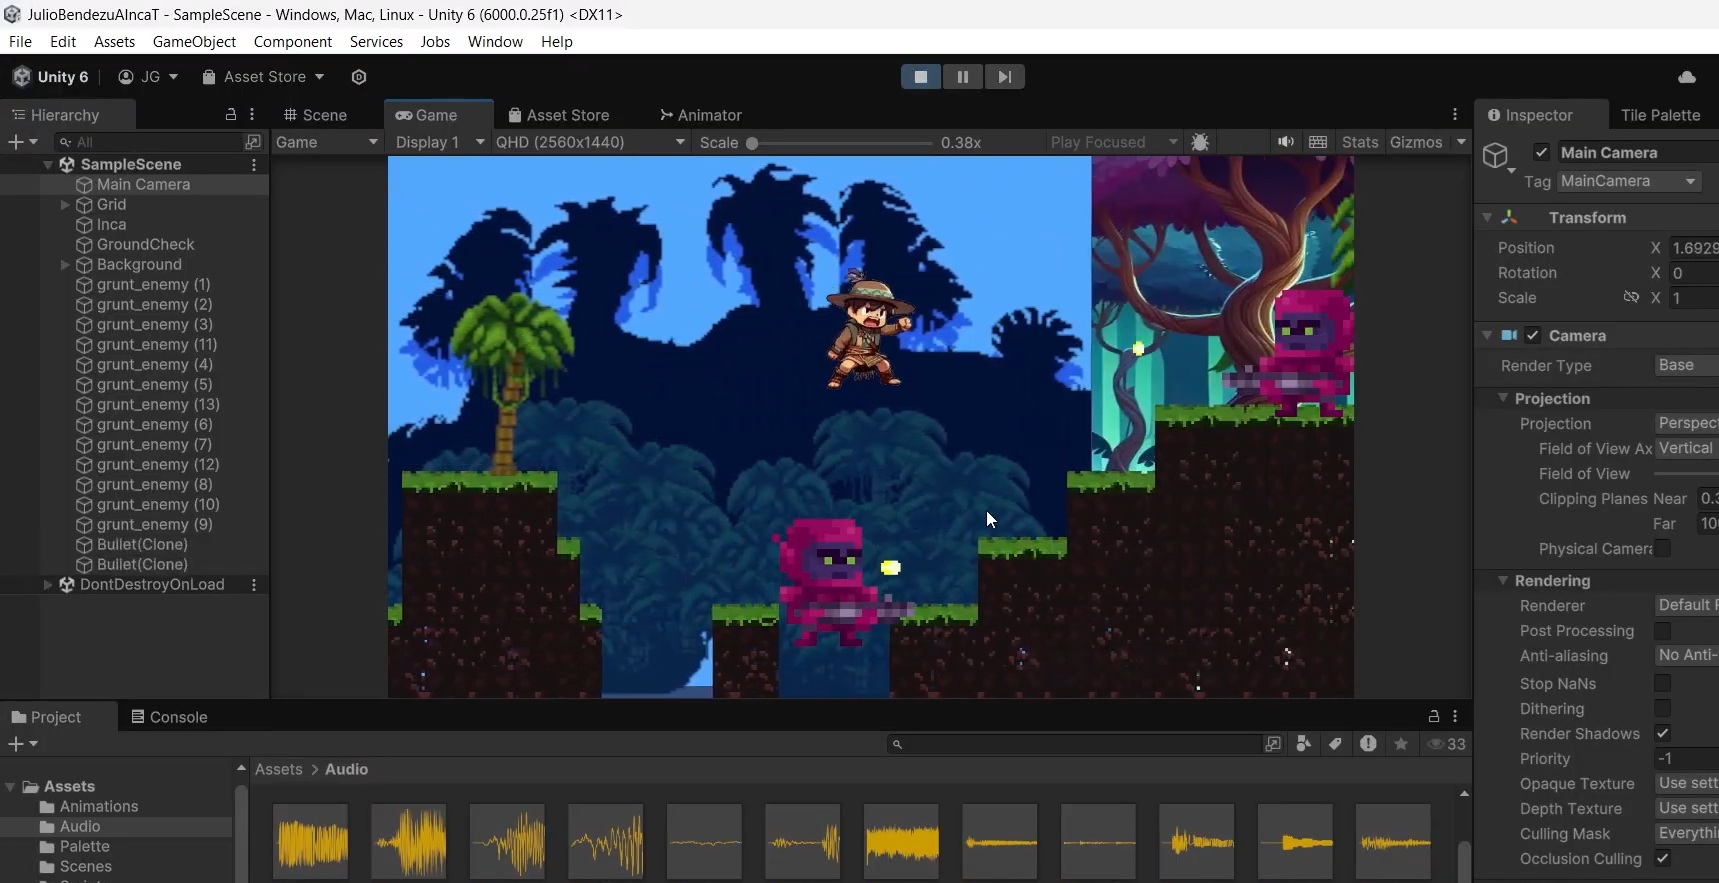 JulioBendezuAIncaT - SampleScene - Windows, Mac, Linux - Unity 6 (6000.0.25f1) <DX11>
File Edit Assets GameObject Component Services Jobs Window Help
Unity 6 JG Asset Store
Hierarchy Scene Game Asset Store Animator Inspector Tile Palette
All Game Display 1 QHD (2560x1440) Scale 0.38x Play Focused Stats Gizmos
SampleScene
Main Camera
Grid
Inca
GroundCheck
Background
grunt_enemy (1)
grunt_enemy (2)
grunt_enemy (3)
grunt_enemy (11)
grunt_enemy (4)
grunt_enemy (5)
grunt_enemy (13)
grunt_enemy (6)
grunt_enemy (7)
grunt_enemy (12)
grunt_enemy (8)
grunt_enemy (10)
grunt_enemy (9)
Bullet(Clone)
Bullet(Clone)
DontDestroyOnLoad
Main Camera
Tag MainCamera
Transform
Position X 1.6929
Rotation X 0
Scale X 1
Camera
Render Type Base
Projection
Projection Perspect
Field of View Ax Vertical
Field of View
Clipping Planes Near 0.3
Far 100
Physical Camera
Rendering
Renderer Default
Post Processing
Anti-aliasing No Anti-
Stop NaNs
Dithering
Render Shadows
Priority -1
Opaque Texture Use sett
Depth Texture Use sett
Culling Mask Everythi
Occlusion Culling
Project Console
33
Assets > Audio
Assets
Animations
Audio
Palette
Scenes